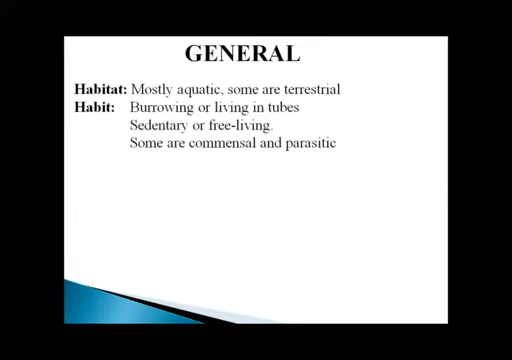 GENERAL
Habitat: Mostly aquatic, some are terrestrial
Habit: Burrowing or living in tubes
Sedentary or free-living.
Some are commensal and parasitic